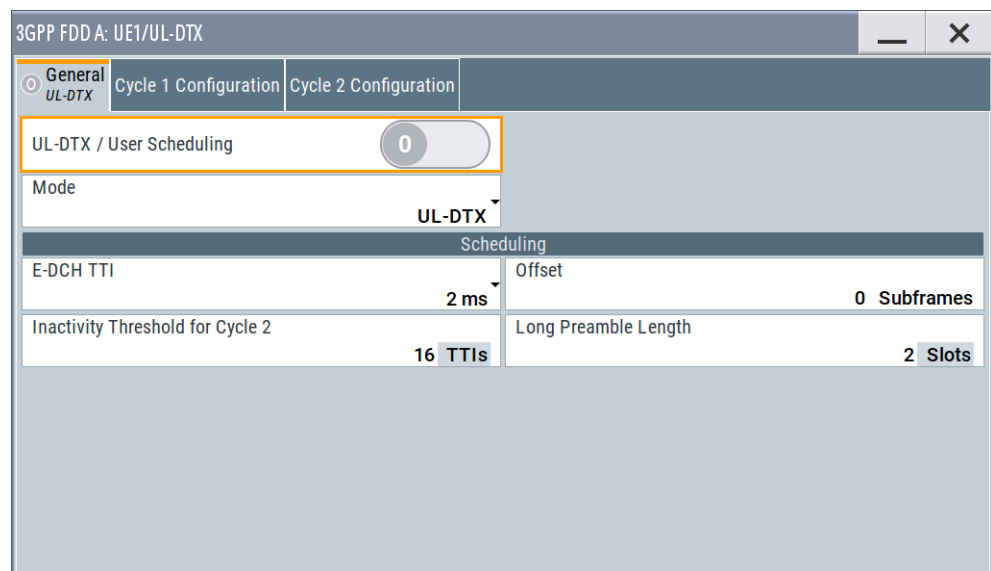 3GPP FDD A: UE1/UL-DTX
0 General
UL-DTX
Cycle 1 Configuration
Cycle 2 Configuration
UL-DTX / User Scheduling
0
Mode
UL-DTX
Scheduling
E-DCH TTI
2 ms
Offset
0 Subframes
Inactivity Threshold for Cycle 2
16 TTIs
Long Preamble Length
2 Slots